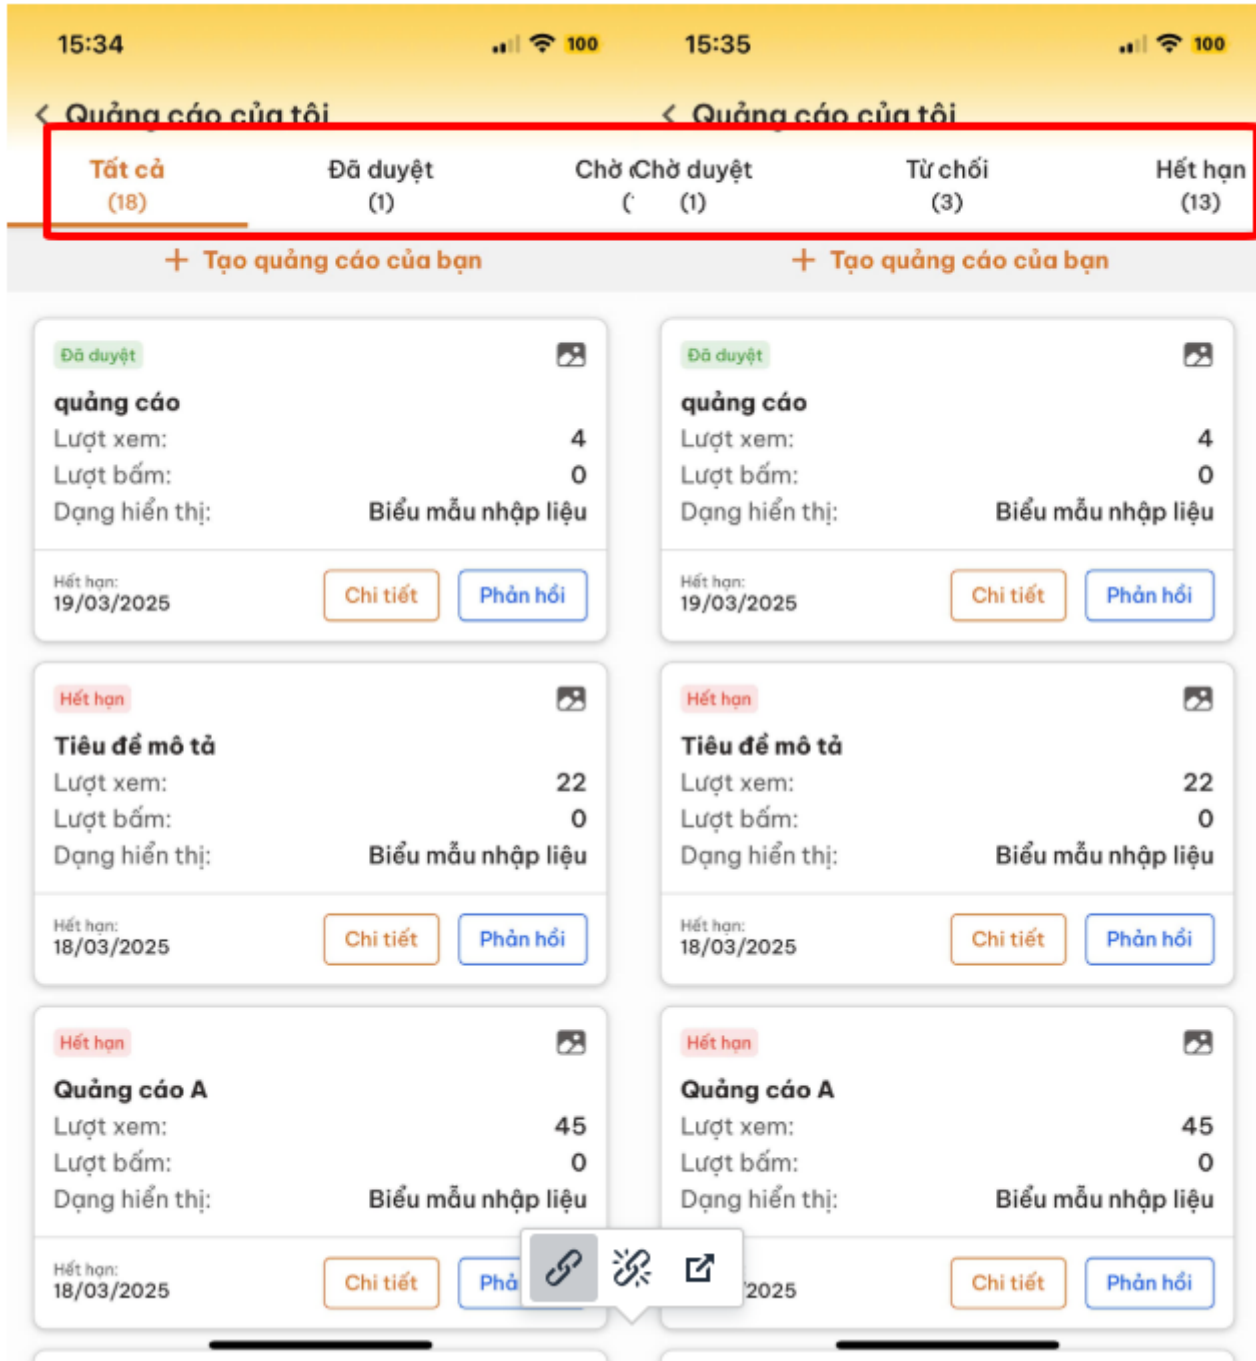 15:34
100
Quảng cáo của tôi
Tất cả
(18)
Đã duyệt
(1)
Chờ
+ Tạo quảng cáo của bạn
Đã duyệt
quảng cáo
Lượt xem: 4
Lượt bấm: 0
Dạng hiển thị: Biểu mẫu nhập liệu
Hết hạn:
19/03/2025
Chi tiết
Phản hồi
Hết hạn
Tiêu đề mô tả
Lượt xem: 22
Lượt bấm: 0
Dạng hiển thị: Biểu mẫu nhập liệu
Hết hạn:
18/03/2025
Chi tiết
Phản hồi
Hết hạn
Quảng cáo A
Lượt xem: 45
Lượt bấm: 0
Dạng hiển thị: Biểu mẫu nhập liệu
Hết hạn:
18/03/2025
Chi tiết
Phả
15:35
100
Quảng cáo của tôi
Chờ duyệt
(1)
Từ chối
(3)
Hết hạn
(13)
+ Tạo quảng cáo của bạn
Đã duyệt
quảng cáo
Lượt xem: 4
Lượt bấm: 0
Dạng hiển thị: Biểu mẫu nhập liệu
Hết hạn:
19/03/2025
Chi tiết
Phản hồi
Hết hạn
Tiêu đề mô tả
Lượt xem: 22
Lượt bấm: 0
Dạng hiển thị: Biểu mẫu nhập liệu
Hết hạn:
18/03/2025
Chi tiết
Phản hồi
Hết hạn
Quảng cáo A
Lượt xem: 45
Lượt bấm: 0
Dạng hiển thị: Biểu mẫu nhập liệu
2025
Chi tiết
Phản hồi